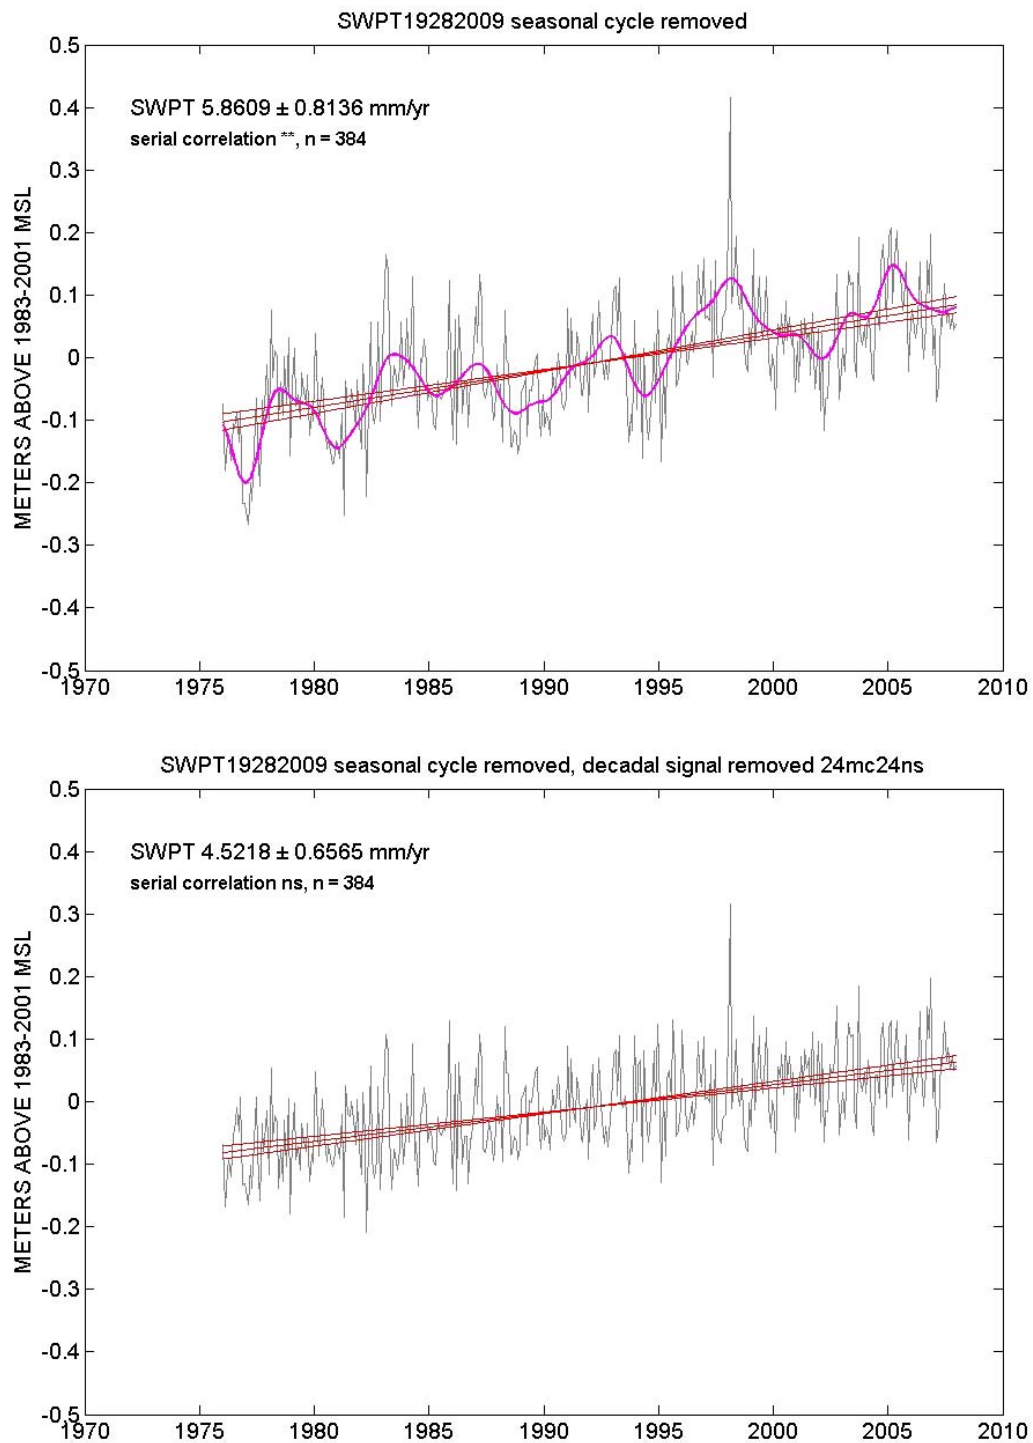 SWPT19282009 seasonal cycle removed
METERS ABOVE 1983-2001 MSL
0.5
0.4
0.3
0.2
0.1
0
-0.1
-0.2
-0.3
-0.4
-0.5
SWPT 5.8609 ± 0.8136 mm/yr
serial correlation **, n = 384
1970 1975 1980 1985 1990 1995 2000 2005 2010
SWPT19282009 seasonal cycle removed, decadal signal removed 24mc24ns
METERS ABOVE 1983-2001 MSL
0.5
0.4
0.3
0.2
0.1
0
-0.1
-0.2
-0.3
-0.4
-0.5
SWPT 4.5218 ± 0.6565 mm/yr
serial correlation ns, n = 384
1970 1975 1980 1985 1990 1995 2000 2005 2010